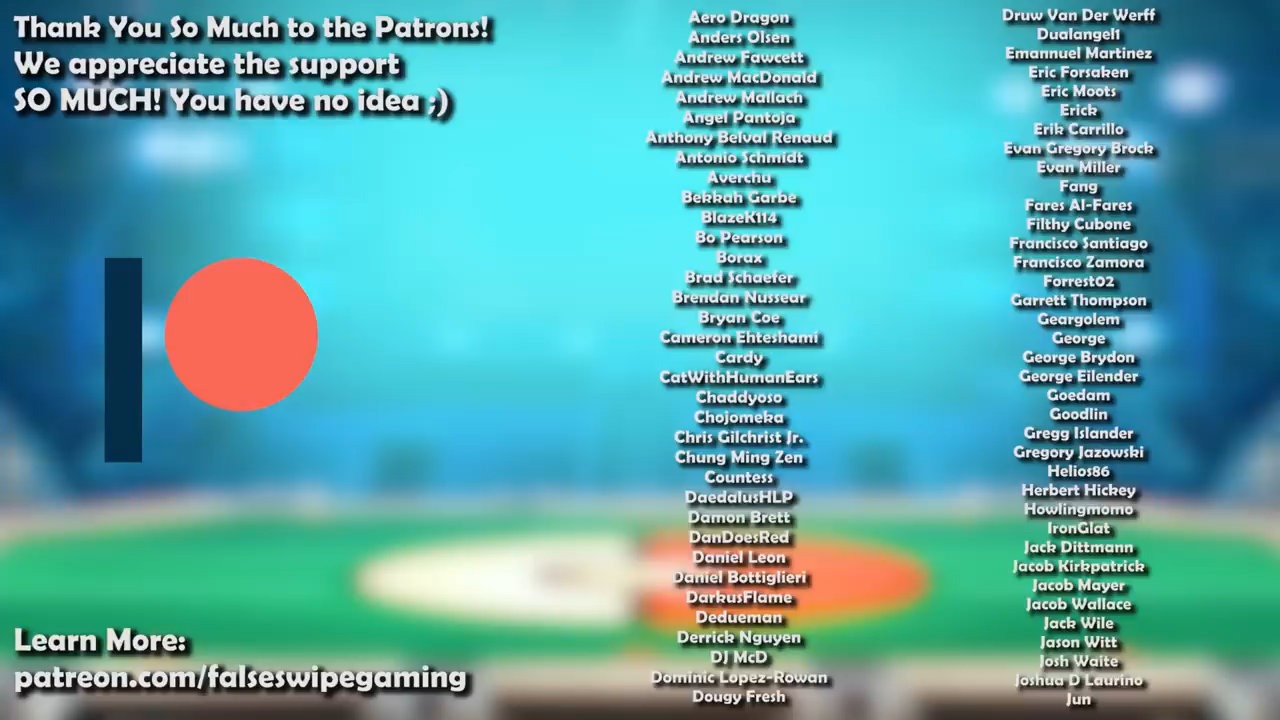 Thank You So Much to the Patrons!
We appreciate the support
SO MUCH! You have no idea ;)
Learn More:
patreon.com/falseswipegaming
Aero Dragon
Anders Olsen
Andrew Fawcett
Andrew MacDonald
Andrew Mallach
Angel Pantoja
Anthony Belval Renaud
Antonio Schmidt
Avercha
Bekkah Garbe
BlazeK114
Bo Pearson
Borax
Brad Schaefer
Brendan Nussear
Bryan Coe
Cameron Ehteshami
Cardy
CatWithHumanEars
Chaddyoso
Chojomeka
Chris Gilchrist Jr.
Chung Ming Zen
Countess
DaedalusHLP
Damon Brett
DanDoesRed
Daniel Leon
Daniel Bottiglieri
DarkusFlame
Dedueman
Derrick Nguyen
DJ McD
Dominic Lopez-Rowan
Dougy Fresh
Druw Van Der Werff
Dualangel1
Emannuel Martinez
Eric Forsaken
Eric Moots
Erick
Erik Carrillo
Evan Gregory Brock
Evan Miller
Fang
Fares Al-Fares
Filthy Cubone
Francisco Santiago
Francisco Zamora
Forrest02
Garrett Thompson
Geargolem
George
George Brydon
George Eilender
Goedam
Goodlin
Gregg Islander
Gregory Jazowski
Helios86
Herbert Hickey
Howlingmomo
IronGlat
Jack Dittmann
Jacob Kirkpatrick
Jacob Mayer
Jacob Wallace
Jack Wile
Jason Witt
Josh Waite
Joshua D Laurino
Jun